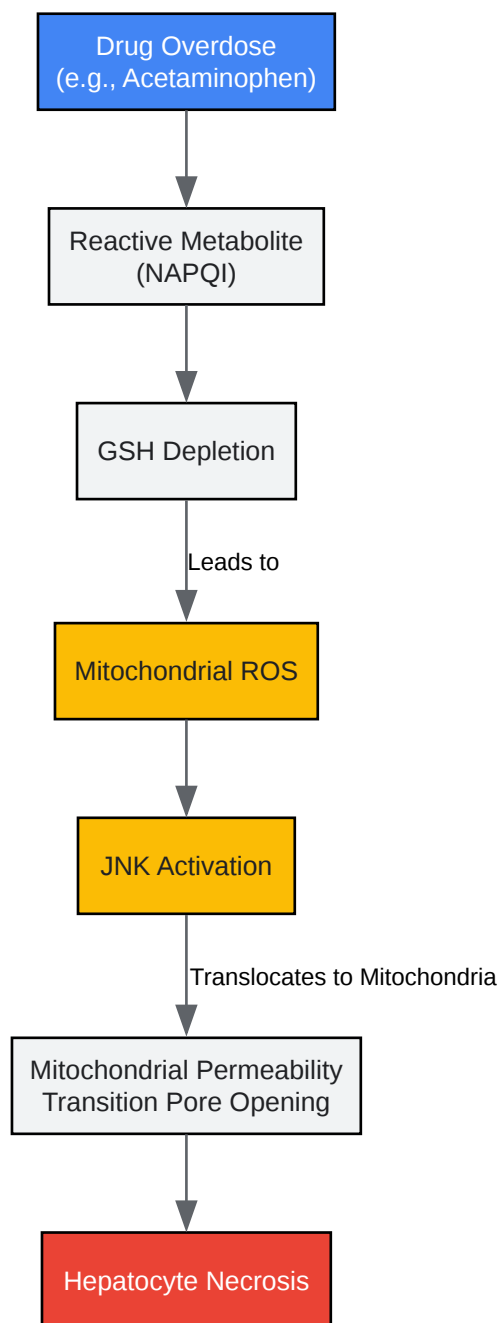 Drug Overdose
(e.g., Acetaminophen)
Reactive Metabolite
(NAPQI)
GSH Depletion
Leads to
Mitochondrial ROS
JNK Activation
Translocates to Mitochondria
Mitochondrial Permeability
Transition Pore Opening
Hepatocyte Necrosis